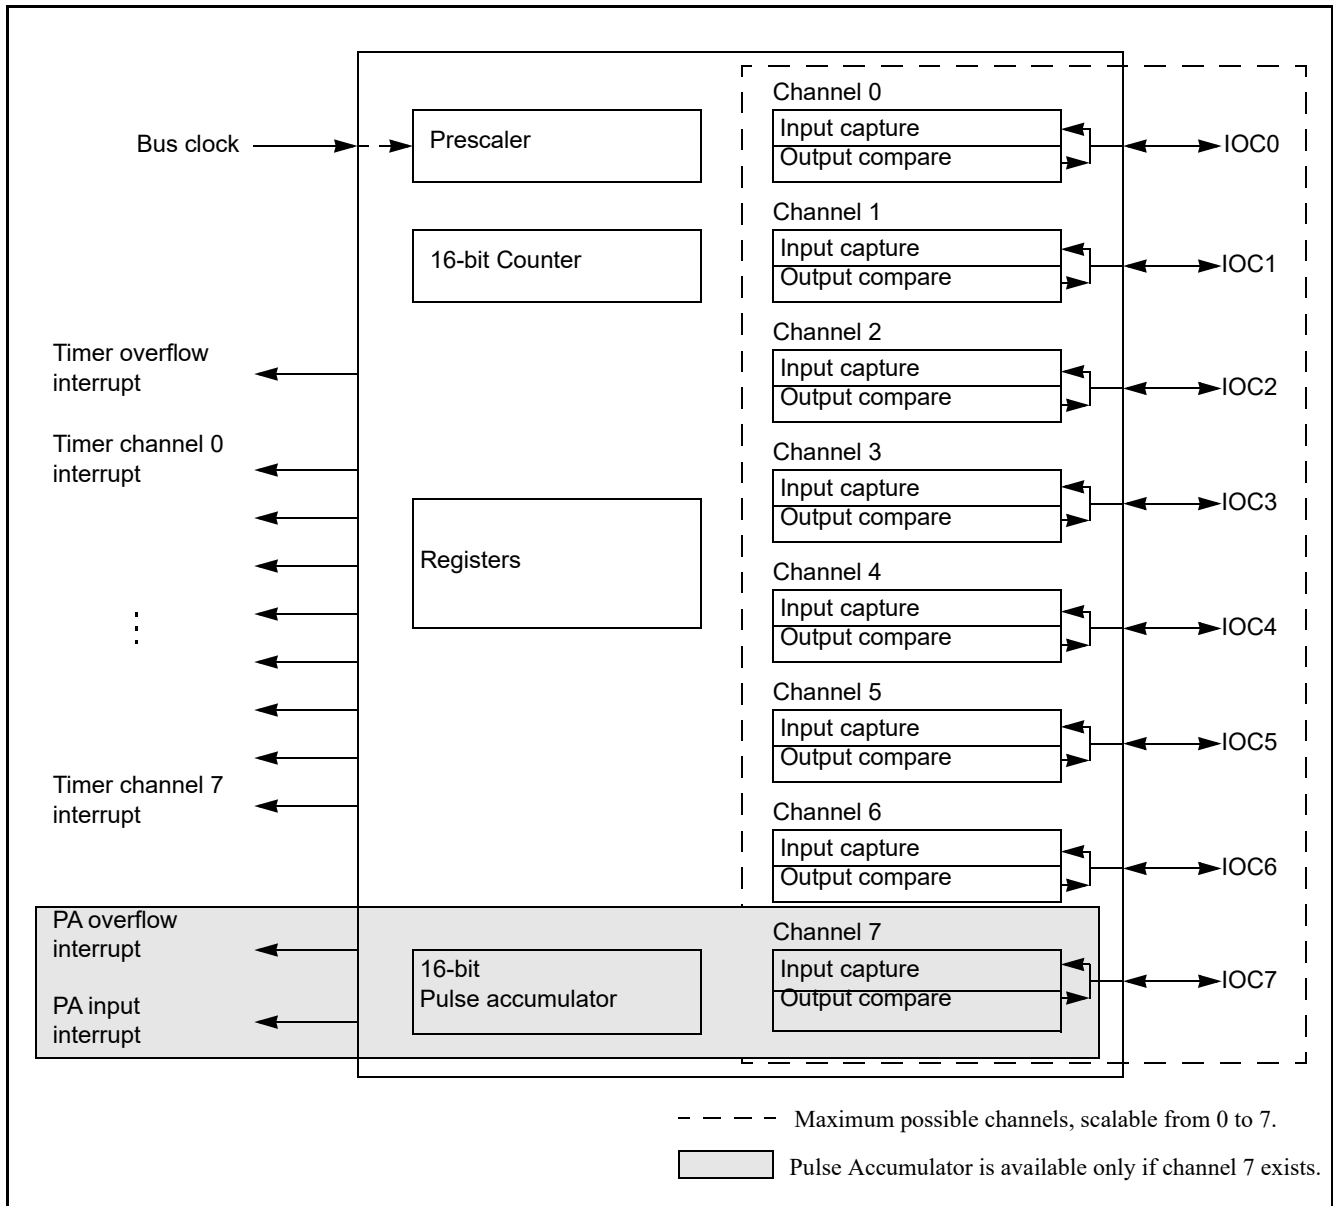 Channel 0
Bus clock
Prescaler
Input capture
Output compare
IOC0
Channel 1
16-bit Counter
Input capture
Output compare
IOC1
Timer overflow
interrupt
Channel 2
Input capture
Output compare
IOC2
Timer channel 0
interrupt
Channel 3
Input capture
Output compare
IOC3
Registers
Channel 4
Input capture
Output compare
IOC4
Channel 5
Input capture
Output compare
IOC5
Timer channel 7
interrupt
Channel 6
Input capture
Output compare
IOC6
PA overflow
interrupt
PA input
interrupt
16-bit
Pulse accumulator
Channel 7
Input capture
Output compare
IOC7
Maximum possible channels, scalable from 0 to 7.
Pulse Accumulator is available only if channel 7 exists.